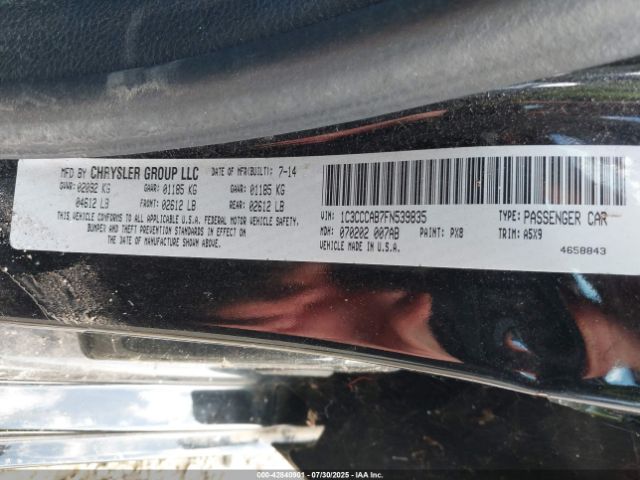 MFD BY CHRYSLER GROUP LLC DATE OF MFR(BUILT): 7-14
GVWR: 02092 KG GAWR: 01185 KG GAWR: 01185 KG
04612 LB FRONT: 02612 LB REAR: 02612 LB
THIS VEHICLE CONFORMS TO ALL APPLICABLE U.S.A. FEDERAL MOTOR VEHICLE SAFETY,
BUMPER AND THEFT PREVENTION STANDARDS IN EFFECT ON
THE DATE OF MANUFACTURE SHOWN ABOVE.
VIN: 1C3CCCAB7FN539835 TYPE: PASSENGER CAR
MDH: 070202 007AB PAINT: PX8 TRIM: A5X9
VEHICLE MADE IN U.S.A. 4658843
000-42840901 - 07/30/2025 - IAAI.COM